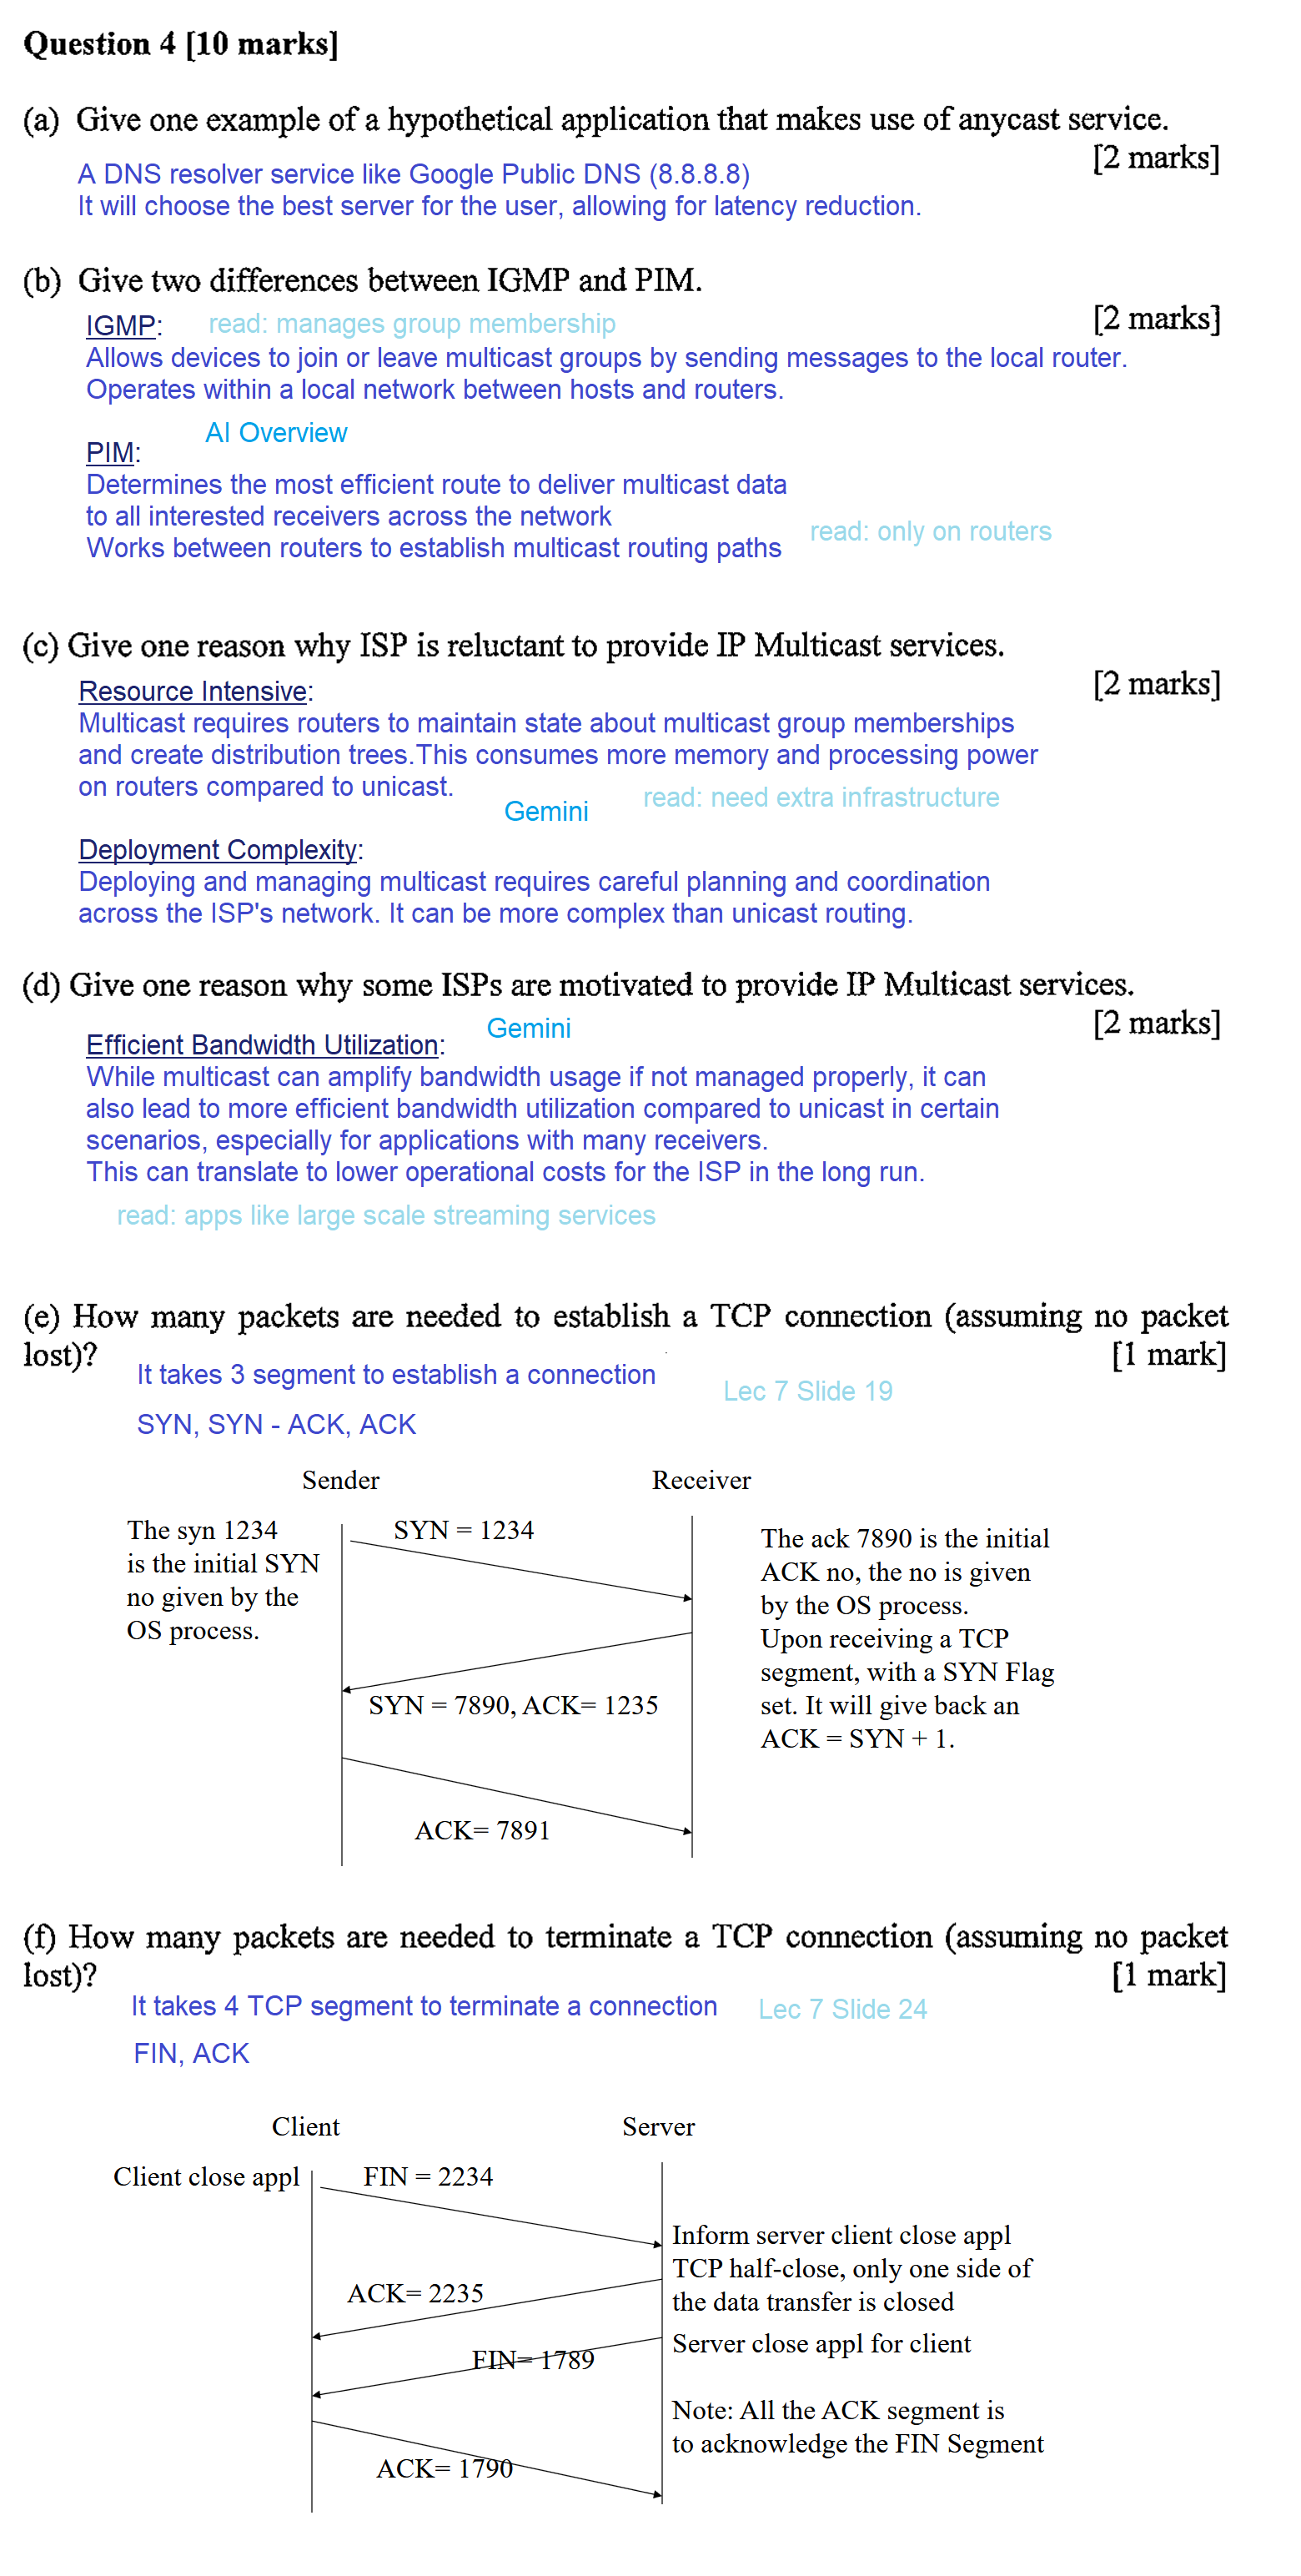 Question 4 [10 marks]
(a) Give one example of a hypothetical application that makes use of anycast service.
[2 marks]
A DNS resolver service like Google Public DNS (8.8.8.8)
It will choose the best server for the user, allowing for latency reduction.
(b) Give two differences between IGMP and PIM.
[2 marks]
IGMP: read: manages group membership
Allows devices to join or leave multicast groups by sending messages to the local router.
Operates within a local network between hosts and routers.
AI Overview
PIM:
Determines the most efficient route to deliver multicast data
to all interested receivers across the network
Works between routers to establish multicast routing paths
read: only on routers
(c) Give one reason why ISP is reluctant to provide IP Multicast services.
[2 marks]
Resource Intensive:
Multicast requires routers to maintain state about multicast group memberships
and create distribution trees.This consumes more memory and processing power
on routers compared to unicast.
Gemini
read: need extra infrastructure
Deployment Complexity:
Deploying and managing multicast requires careful planning and coordination
across the ISP's network. It can be more complex than unicast routing.
(d) Give one reason why some ISPs are motivated to provide IP Multicast services.
[2 marks]
Gemini
Efficient Bandwidth Utilization:
While multicast can amplify bandwidth usage if not managed properly, it can
also lead to more efficient bandwidth utilization compared to unicast in certain
scenarios, especially for applications with many receivers.
This can translate to lower operational costs for the ISP in the long run.
read: apps like large scale streaming services
(e) How many packets are needed to establish a TCP connection (assuming no packet
lost)? [1 mark]
It takes 3 segment to establish a connection
Lec 7 Slide 19
SYN, SYN - ACK, ACK
Sender Receiver
The syn 1234
is the initial SYN
no given by the
OS process.
SYN = 1234
The ack 7890 is the initial
ACK no, the no is given
by the OS process.
Upon receiving a TCP
segment, with a SYN Flag
set. It will give back an
ACK = SYN + 1.
SYN = 7890, ACK= 1235
ACK= 7891
(f) How many packets are needed to terminate a TCP connection (assuming no packet
lost)? [1 mark]
It takes 4 TCP segment to terminate a connection
Lec 7 Slide 24
FIN, ACK
Client Server
Client close appl
FIN = 2234
Inform server client close appl
TCP half-close, only one side of
the data transfer is closed
ACK= 2235
Server close appl for client
FIN= 1789
Note: All the ACK segment is
to acknowledge the FIN Segment
ACK= 1790